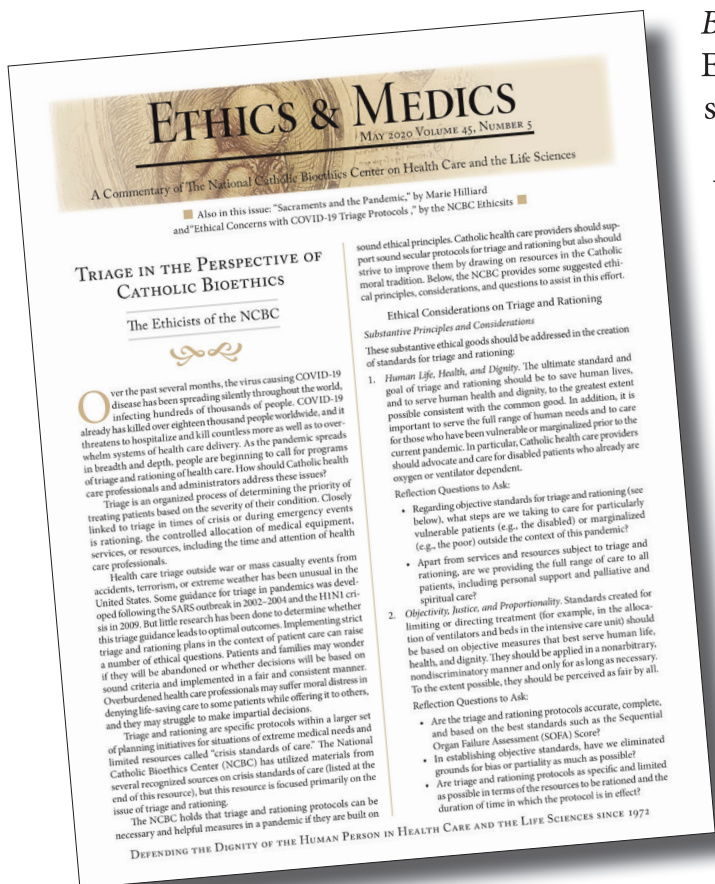 ETHICS & MEDICS
MAY 2020 VOLUME 45, NUMBER 5
A Commentary of The National Catholic Bioethics Center on Health Care and the Life Sciences
Also in this issue: "Sacraments and the Pandemic," by Marie Hilliard
and"Ethical Concerns with COVID-19 Triage Protocols ," by the NCBC Ethicsits
TRIAGE IN THE PERSPECTIVE OF
CATHOLIC BIOETHICS
The Ethicists of the NCBC
Over the past several months, the virus causing COVID-19
disease has been spreading silently throughout the world,
infecting hundreds of thousands of people. COVID-19
already has killed over eighteen thousand people worldwide, and it
threatens to hospitalize and kill countless more as well as to over-
whelm systems of health care delivery. As the pandemic spreads
in breadth and depth, people are beginning to call for programs
of triage and rationing of health care. How should Catholic health
care professionals and administrators address these issues?
Triage is an organized process of determining the priority of
treating patients based on the severity of their condition. Closely
linked to triage in times of crisis or during emergency events
is rationing, the controlled allocation of medical equipment,
services, or resources, including the time and attention of health
care professionals.
Health care triage outside war or mass casualty events from
accidents, terrorism, or extreme weather has been unusual in the
United States. Some guidance for triage in pandemics was devel-
oped following the SARS outbreak in 2002–2004 and the H1N1 cri-
sis in 2009. But little research has been done to determine whether
this triage guidance leads to optimal outcomes. Implementing strict
triage and rationing plans in the context of patient care can raise
a number of ethical questions. Patients and families may wonder
if they will be abandoned or whether decisions will be based on
sound criteria and implemented in a fair and consistent manner.
Overburdened health care professionals may suffer moral distress in
denying life-saving care to some patients while offering it to others,
and they may struggle to make impartial decisions.
Triage and rationing are specific protocols within a larger set
of planning initiatives for situations of extreme medical needs and
limited resources called "crisis standards of care." The National
Catholic Bioethics Center (NCBC) has utilized materials from
several recognized sources on crisis standards of care (listed at the
end of this resource), but this resource is focused primarily on the
issue of triage and rationing.
The NCBC holds that triage and rationing protocols can be
necessary and helpful measures in a pandemic if they are built on
sound ethical principles. Catholic health care providers should sup-
port sound secular protocols for triage and rationing but also should
strive to improve them by drawing on resources in the Catholic
moral tradition. Below, the NCBC provides some suggested ethi-
cal principles, considerations, and questions to assist in this effort.
Ethical Considerations on Triage and Rationing
Substantive Principles and Considerations
These substantive ethical goods should be addressed in the creation
of standards for triage and rationing:
1. Human Life, Health, and Dignity. The ultimate standard and
goal of triage and rationing should be to save human lives,
and to serve human health and dignity, to the greatest extent
possible consistent with the common good. In addition, it is
important to serve the full range of human needs and to care
for those who have been vulnerable or marginalized prior to the
current pandemic. In particular, Catholic health care providers
should advocate and care for disabled patients who already are
oxygen or ventilator dependent.
Reflection Questions to Ask:
• Regarding objective standards for triage and rationing (see
below), what steps are we taking to care for particularly
vulnerable patients (e.g., the disabled) or marginalized
(e.g., the poor) outside the context of this pandemic?
• Apart from services and resources subject to triage and
rationing, are we providing the full range of care to all
patients, including personal support and palliative and
spiritual care?
2. Objectivity, Justice, and Proportionality. Standards created for
limiting or directing treatment (for example, in the alloca-
tion of ventilators and beds in the intensive care unit) should
be based on objective measures that best serve human life,
health, and dignity. They should be applied in a nonarbitrary,
nondiscriminatory manner and only for as long as necessary.
To the extent possible, they should be perceived as fair by all.
Reflection Questions to Ask:
• Are the triage and rationing protocols accurate, complete,
and based on the best standards such as the Sequential
Organ Failure Assessment (SOFA) Score?
• In establishing objective standards, have we eliminated
grounds for bias or partiality as much as possible?
• Are triage and rationing protocols as specific and limited
as possible in terms of the resources to be rationed and the
duration of time in which the protocol is in effect?
DEFENDING THE DIGNITY OF THE HUMAN PERSON IN HEALTH CARE AND THE LIFE SCIENCES SINCE 1972